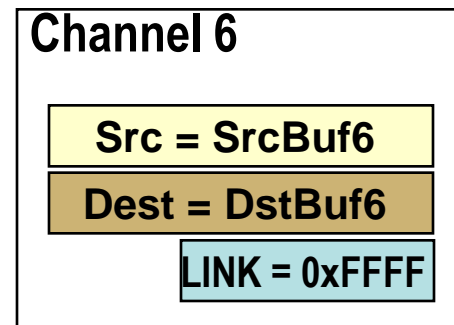 Channel 6
Src = SrcBuf6
Dest = DstBuf6
LINK = 0xFFFF